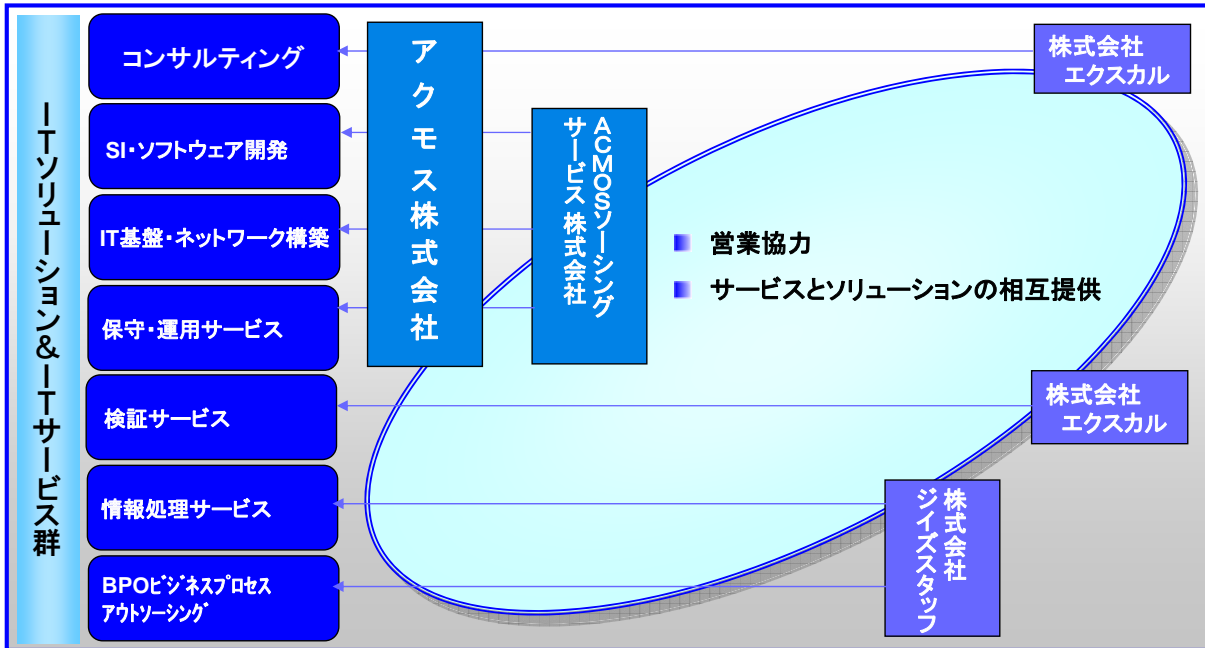 ITソリューション&ITサービス群
コンサルティング
SI・ソフトウェア開発
IT基盤・ネットワーク構築
保守・運用サービス
検証サービス
情報処理サービス
BPOビジネスプロセス
アウトソーシング
アクモス株式会社
ACMOSソーシング
サービス 株式会社
営業協力
サービスとソリューションの相互提供
株式会社
エクスカル
株式会社
エクスカル
株式会社
ジイズスタッフ